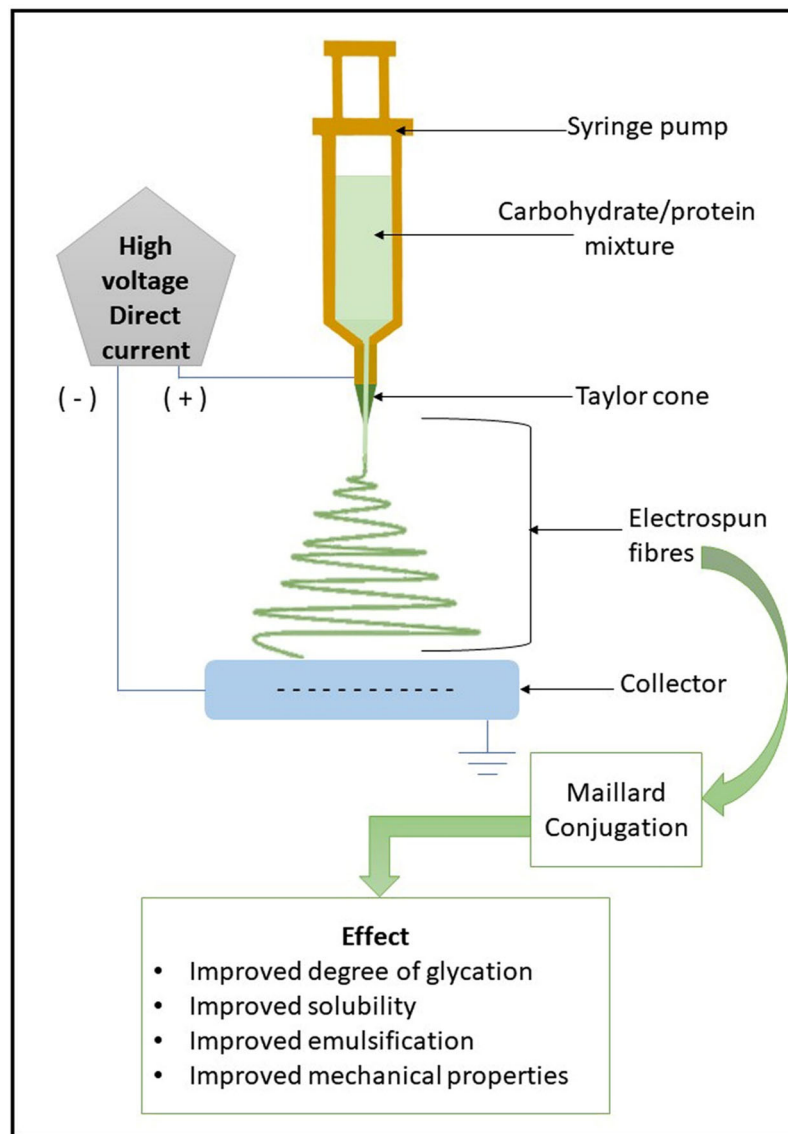 Syringe pump
Carbohydrate/protein
mixture
High
voltage
Direct
current
( - )
( + )
Taylor cone
Electrospun
fibres
- - - - - - - - - - - - -
Collector
Maillard
Conjugation
Effect
• Improved degree of glycation
• Improved solubility
• Improved emulsification
• Improved mechanical properties